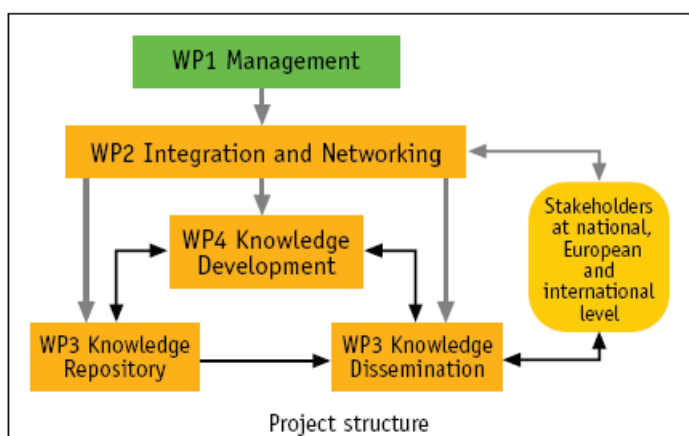 WP1 Management
WP2 Integration and Networking
WP4 Knowledge
Development
Stakeholders
at national,
European
and
international
level
WP3 Knowledge
Repository
WP3 Knowledge
Dissemination
Project structure